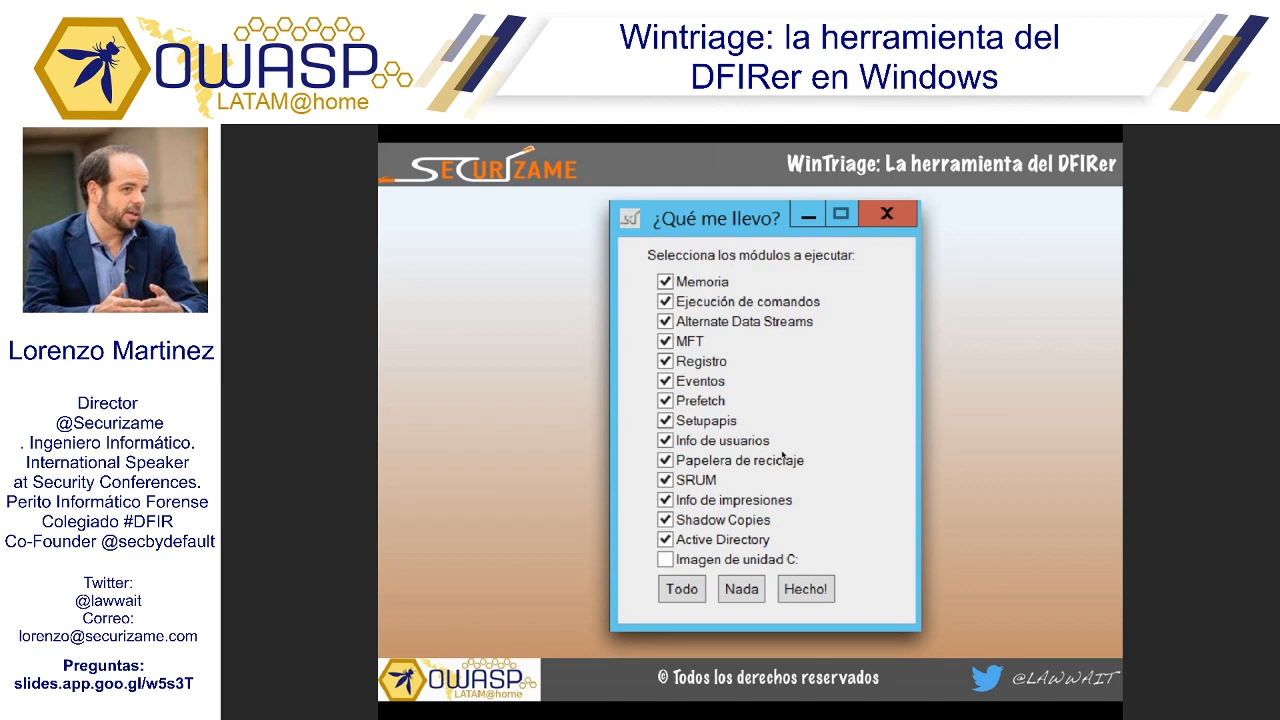 OWASP
LATAM@home
Wintriage: la herramienta del
DFIRer en Windows
Lorenzo Martinez
Director
@Securizame
. Ingeniero Informático.
International Speaker
at Security Conferences.
Perito Informático Forense
Colegiado #DFIR
Co-Founder @secbydefault
Twitter:
@lawwait
Correo:
lorenzo@securizame.com
Preguntas:
slides.app.goo.gl/w5s3T
SECURIZAME
WinTriage: La herramienta del DFIRer
¿Qué me llevo?
Selecciona los módulos a ejecutar:
Memoria
Ejecución de comandos
Alternate Data Streams
MFT
Registro
Eventos
Prefetch
Setupapis
Info de usuarios
Papelera de reciclaje
SRUM
Info de impresiones
Shadow Copies
Active Directory
Imagen de unidad C:
Todo Nada Hecho!
OWASP
LATAM@home
© Todos los derechos reservados
@LAWWAIT